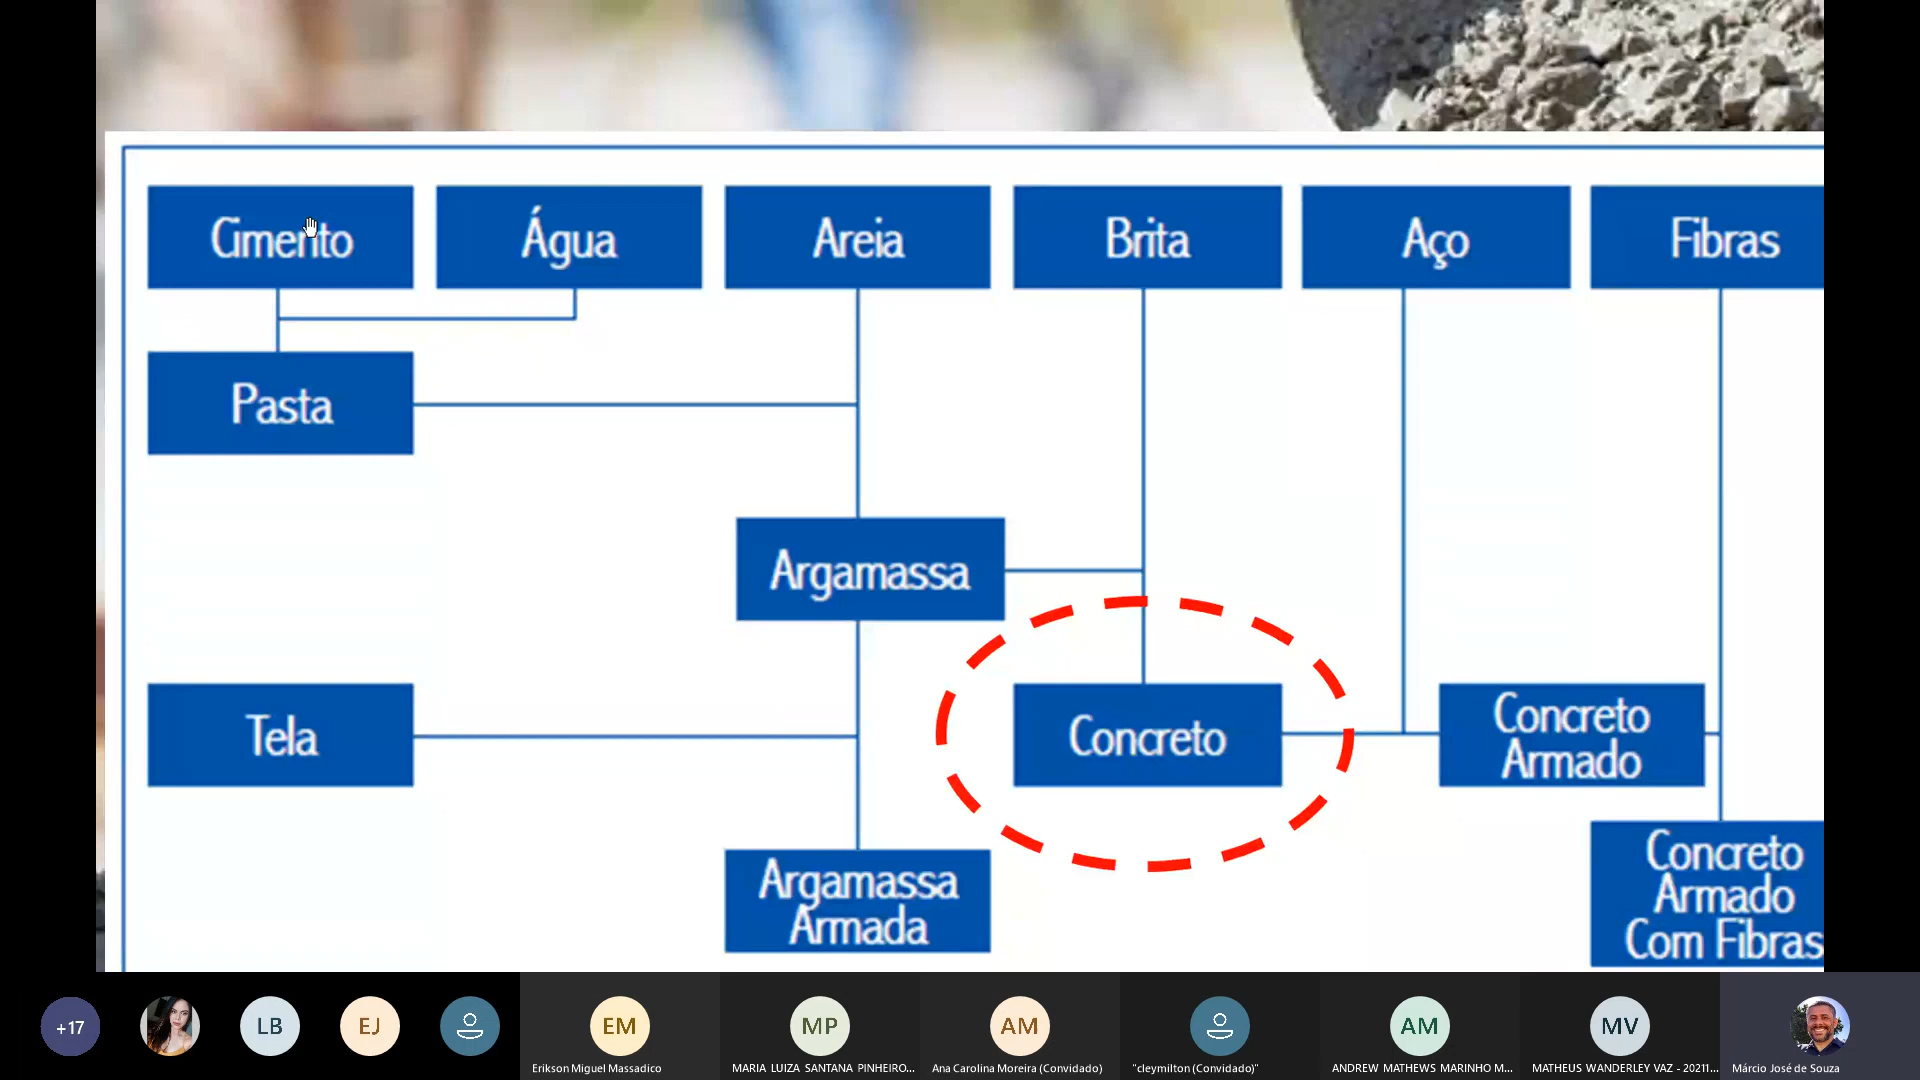 Cimento
Água
Areia
Brita
Aço
Fibras
Pasta
Argamassa
Tela
Concreto
Concreto
Armado
Argamassa
Armada
Concreto
Armado
Com Fibras
+17
LB
EJ
EM
MP
AM
AM
MV
Erikson Miguel Massadico
MARIA LUIZA SANTANA PINHEIRO...
Ana Carolina Moreira (Convidado)
"cleymilton (Convidado)"
ANDREW MATHEWS MARINHO M...
MATHEUS WANDERLEY VAZ - 20211...
Márcio José de Souza